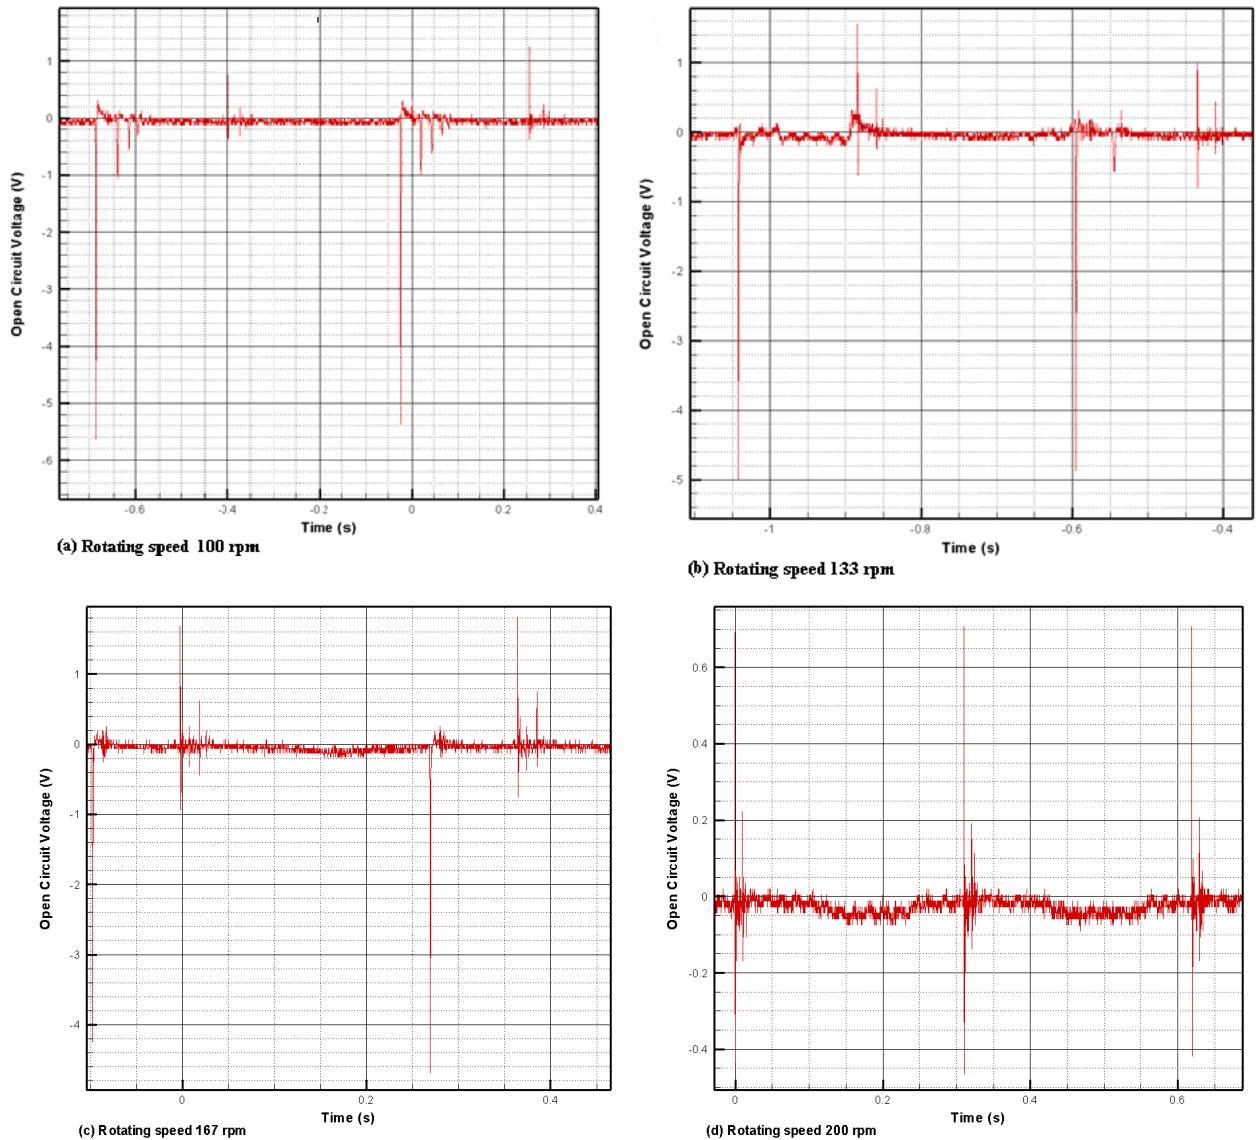 1
0
-1
-2
-3
-4
-5
-6
Open Circuit Voltage (V)
-0.6 -0.4 -0.2 0 0.2 0.4
Time (s)
(a) Rotating speed 100 rpm
1
0
-1
-2
-3
-4
-5
Open Circuit Voltage (V)
-1 -0.8 -0.6 -0.4
Time (s)
(b) Rotating speed 133 rpm
1
0
-1
-2
-3
-4
Open Circuit Voltage (V)
0 0.2 0.4
Time (s)
(c) Rotating speed 167 rpm
0.6
0.4
0.2
0
-0.2
-0.4
Open Circuit Voltage (V)
0 0.2 0.4 0.6
Time (s)
(d) Rotating speed 200 rpm